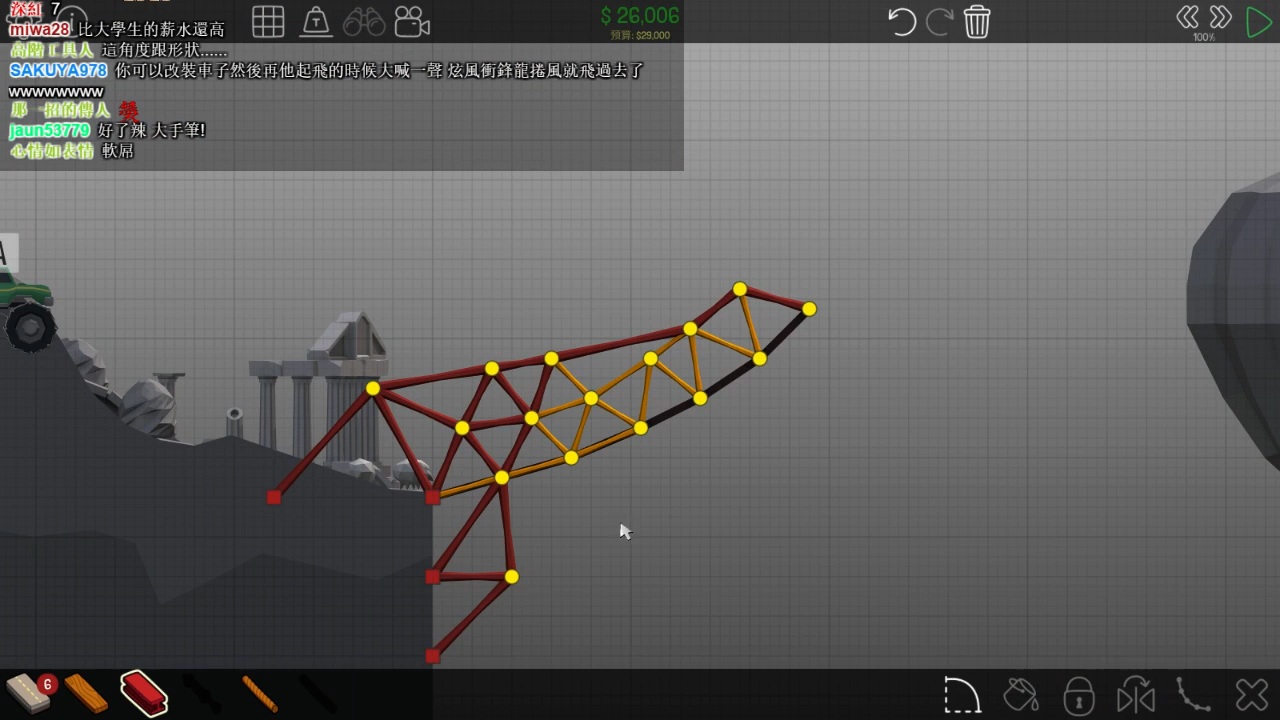 深紅 7
miwa28 比大學生的薪水還高
高階工具人 這角度跟形狀......
SAKUYA978 你可以改裝車子然後再他起飛的時候大喊一聲 炫風衝鋒龍捲風就飛過去了
wwwwwwww
那一招的傳人
jaun53779 好了辣 大手筆!
心情如表情 軟屌
$ 26,006
預算: $29,000
100%
A
6